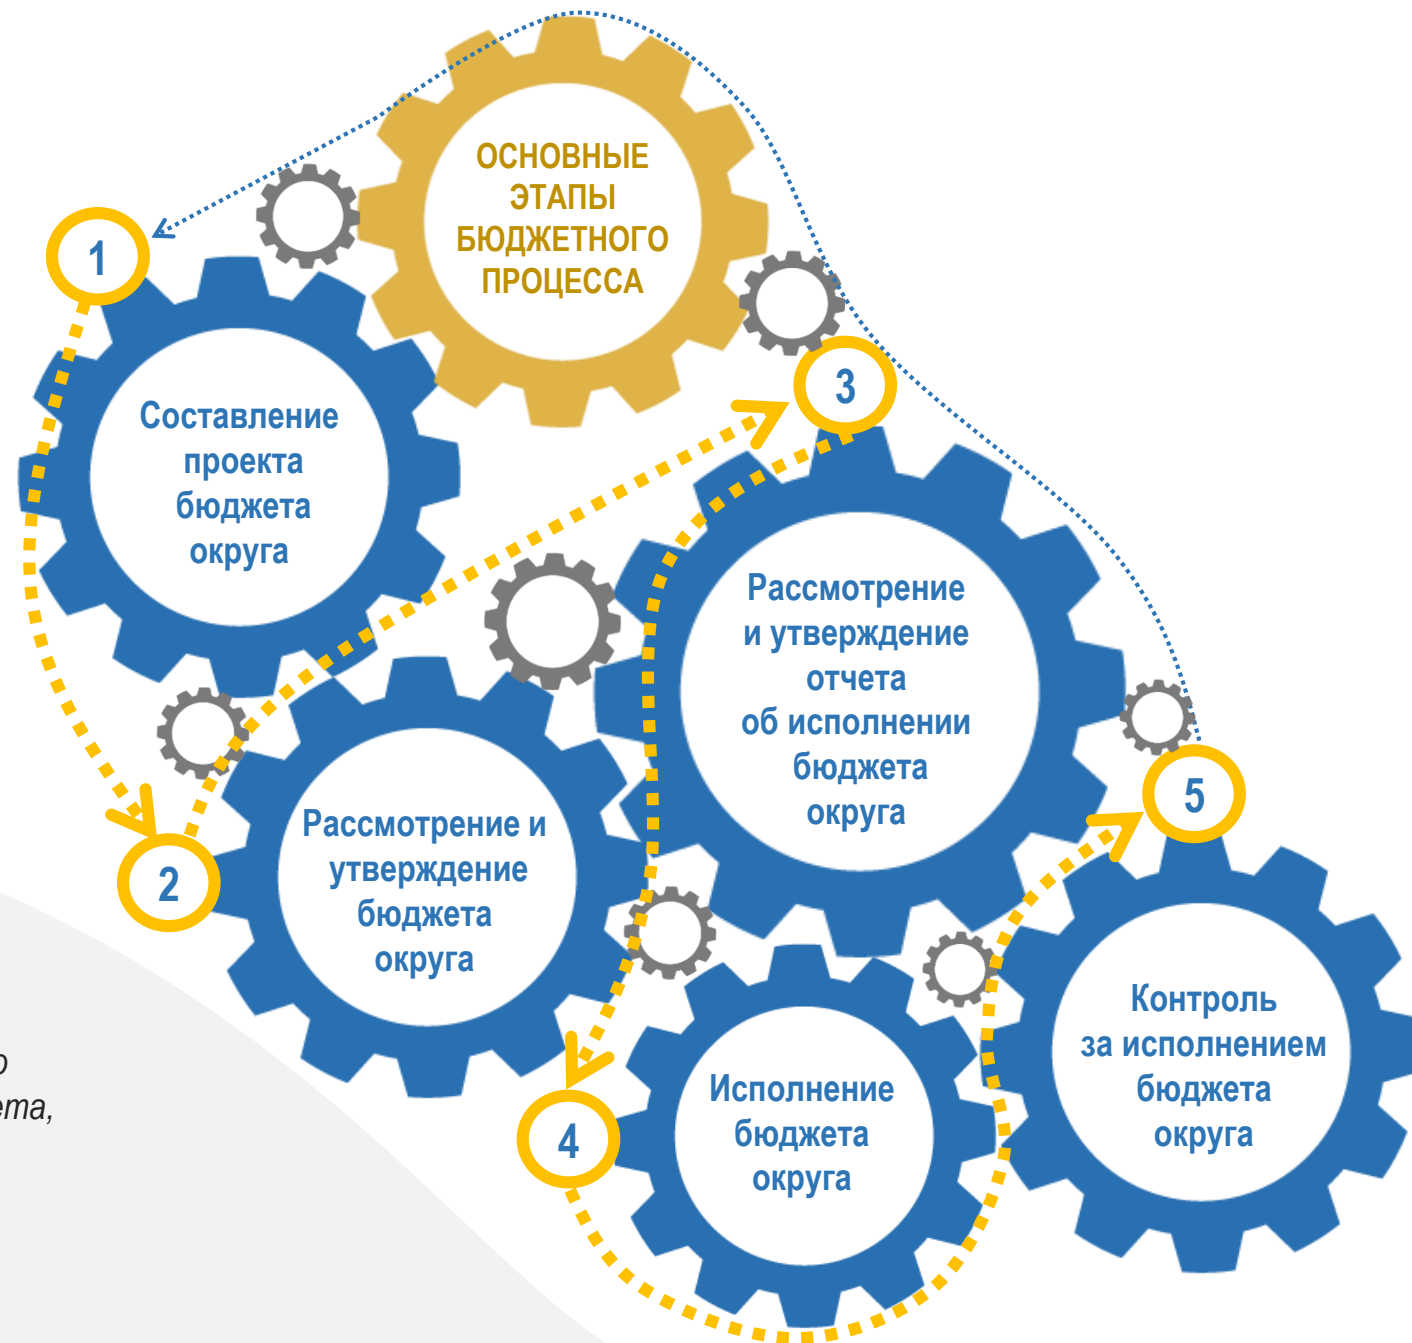 ОСНОВНЫЕ
ЭТАПЫ
БЮДЖЕТНОГО
ПРОЦЕССА
1
Составление
проекта
бюджета
округа
2
Рассмотрение и
утверждение
бюджета
округа
3
Рассмотрение
и утверждение
отчета
об исполнении
бюджета
округа
4
Исполнение
бюджета
округа
5
Контроль
за исполнением
бюджета
округа